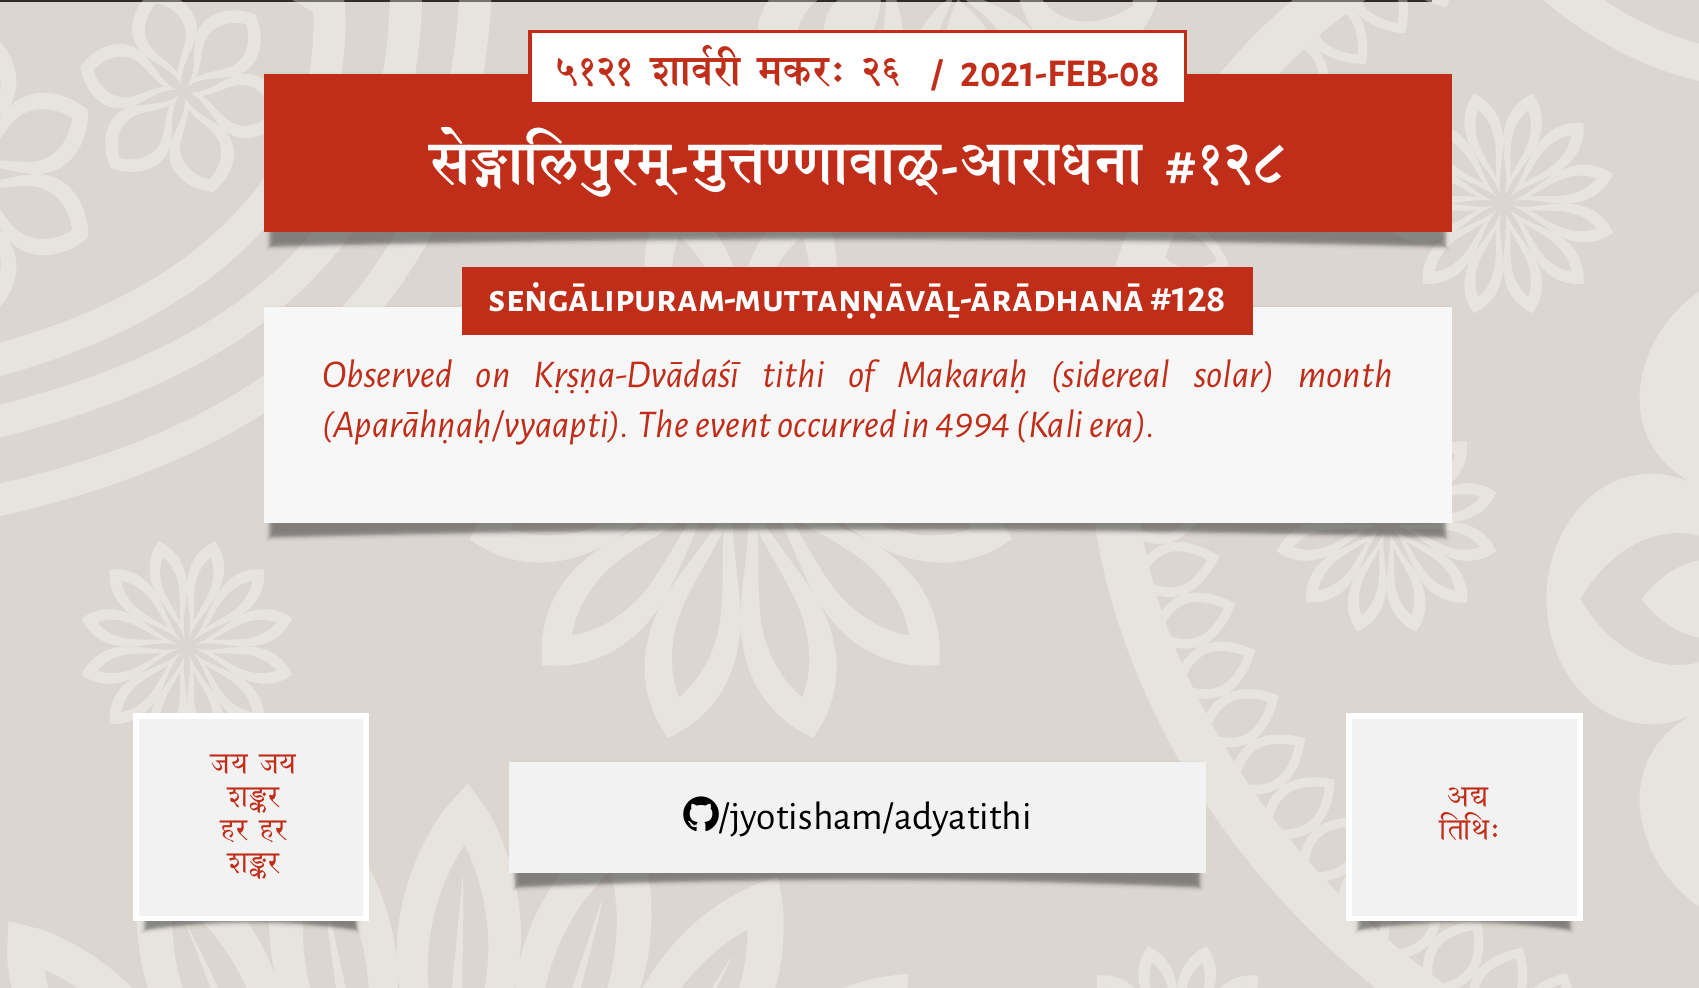 ५१२१ शार्वरी मकरः २६ / 2021-FEB-08
सेङ्गालिपुरम्-मुत्तण्णावाळ्-आराधना #१२८
SEṄGĀLIPURAM-MUTTAṆṆĀVĀḺ-ĀRĀDHANĀ #128
Observed on Kṛṣṇa-Dvādaśī tithi of Makaraḥ (sidereal solar) month
(Aparāhṇaḥ/vyaapti). The event occurred in 4994 (Kali era).
जय जय
शङ्कर
हर हर
शङ्कर
/jyotisham/adyatithi
अद्य
तिथिः